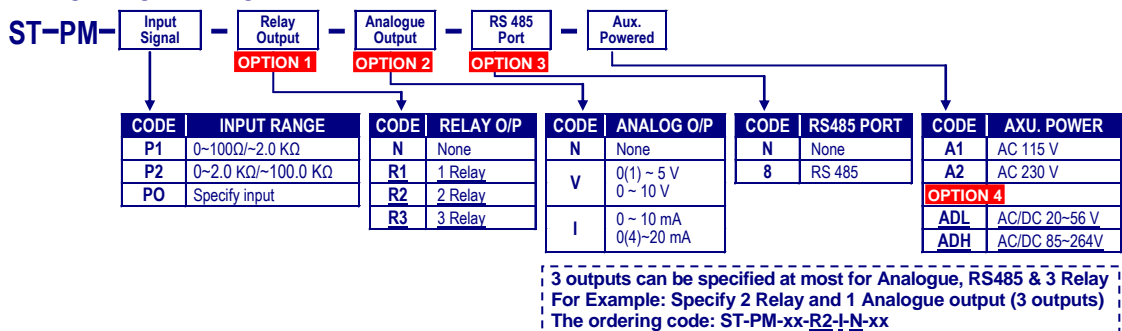 ST-PM- Input Signal - Relay Output - Analogue Output - RS 485 Port - Aux. Powered
OPTION 1 OPTION 2 OPTION 3
CODE INPUT RANGE
P1 0~100Ω/~2.0 KΩ
P2 0~2.0 KΩ/~100.0 KΩ
PO Specify input
CODE RELAY O/P
N None
R1 1 Relay
R2 2 Relay
R3 3 Relay
CODE ANALOG O/P
N None
V 0(1) ~ 5 V
0 ~ 10 V
I 0 ~ 10 mA
0(4)~20 mA
CODE RS485 PORT
N None
8 RS 485
CODE AXU. POWER
A1 AC 115 V
A2 AC 230 V
OPTION 4
ADL AC/DC 20~56 V
ADH AC/DC 85~264V
3 outputs can be specified at most for Analogue, RS485 & 3 Relay
For Example: Specify 2 Relay and 1 Analogue output (3 outputs)
The ordering code: ST-PM-xx-R2-I-N-xx